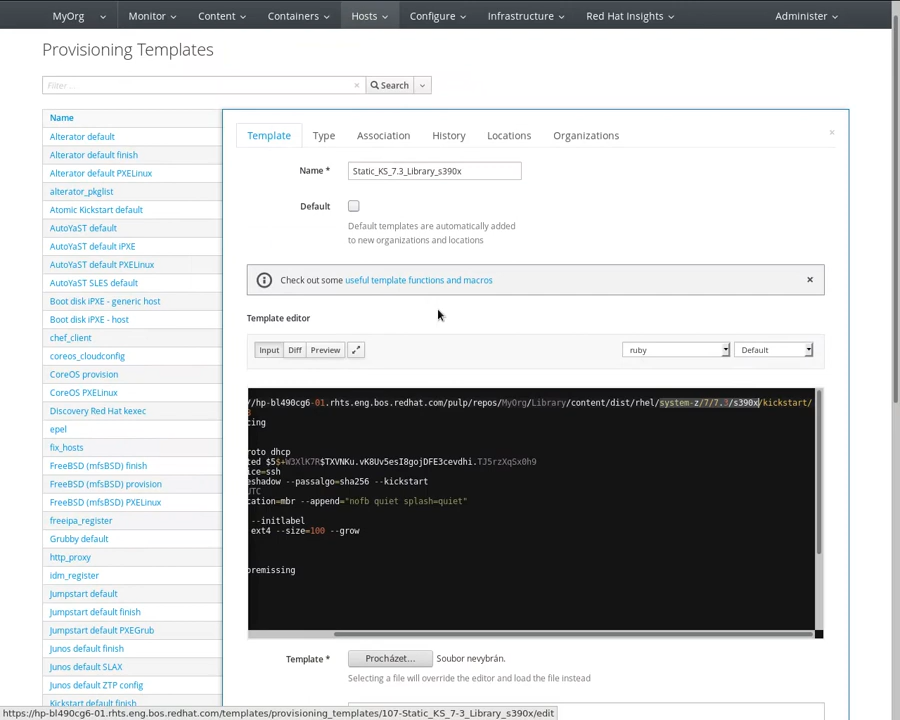 MyOrg Monitor Content Containers Hosts Configure Infrastructure Red Hat Insights Administer
Provisioning Templates
Filter ... × Search
Name
Alterator default
Alterator default finish
Alterator default PXELinux
alterator_pkglist
Atomic Kickstart default
AutoYaST default
AutoYaST default iPXE
AutoYaST default PXELinux
AutoYaST SLES default
Boot disk iPXE - generic host
Boot disk iPXE - host
chef_client
coreos_cloudconfig
CoreOS provision
CoreOS PXELinux
Discovery Red Hat kexec
epel
fix_hosts
FreeBSD (mfsBSD) finish
FreeBSD (mfsBSD) provision
FreeBSD (mfsBSD) PXELinux
freeipa_register
Grubby default
http_proxy
idm_register
Jumpstart default
Jumpstart default finish
Jumpstart default PXEGrub
Junos default finish
Junos default SLAX
Junos default ZTP config
Kickstart default finish
Template Type Association History Locations Organizations ×
Name * Static_KS_7.3_Library_s390x
Default
Default templates are automatically added
to new organizations and locations
Check out some useful template functions and macros ×
Template editor
Input Diff Preview ruby Default
//hp-bl490cg6-01.rhts.eng.bos.redhat.com/pulp/repos/MyOrg/Library/content/dist/rhel/system-z/7/7.3/s390x/kickstart/
cing
roto dhcp
ted $5$+W3XlK7R$TXVNKu.vK8Uv5esI8gojDFE3cevdhi.TJ5rzXqSx0h9
ice=ssh
eshadow --passalgo=sha256 --kickstart
UTC
cation=mbr --append="nofb quiet splash=quiet"
--initlabel
ext4 --size=100 --grow
oremissing
Template * Procházet... Soubor nevybrán.
Selecting a file will override the editor and load the file instead
https://hp-bl490cg6-01.rhts.eng.bos.redhat.com/templates/provisioning_templates/107-Static_KS_7-3_Library_s390x/edit